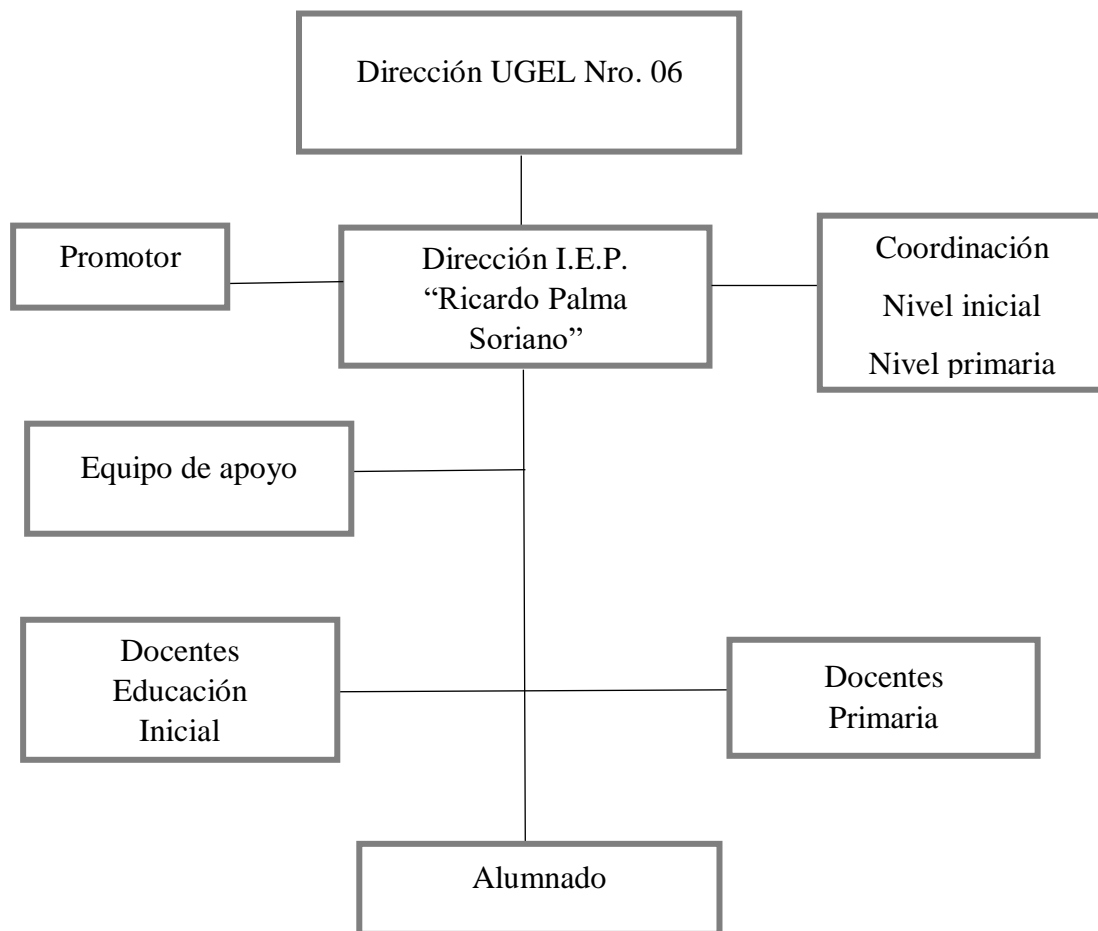 Dirección UGEL Nro. 06
Promotor
Dirección I.E.P.
“Ricardo Palma
Soriano”
Coordinación
Nivel inicial
Nivel primaria
Equipo de apoyo
Docentes
Educación
Inicial
Docentes
Primaria
Alumnado